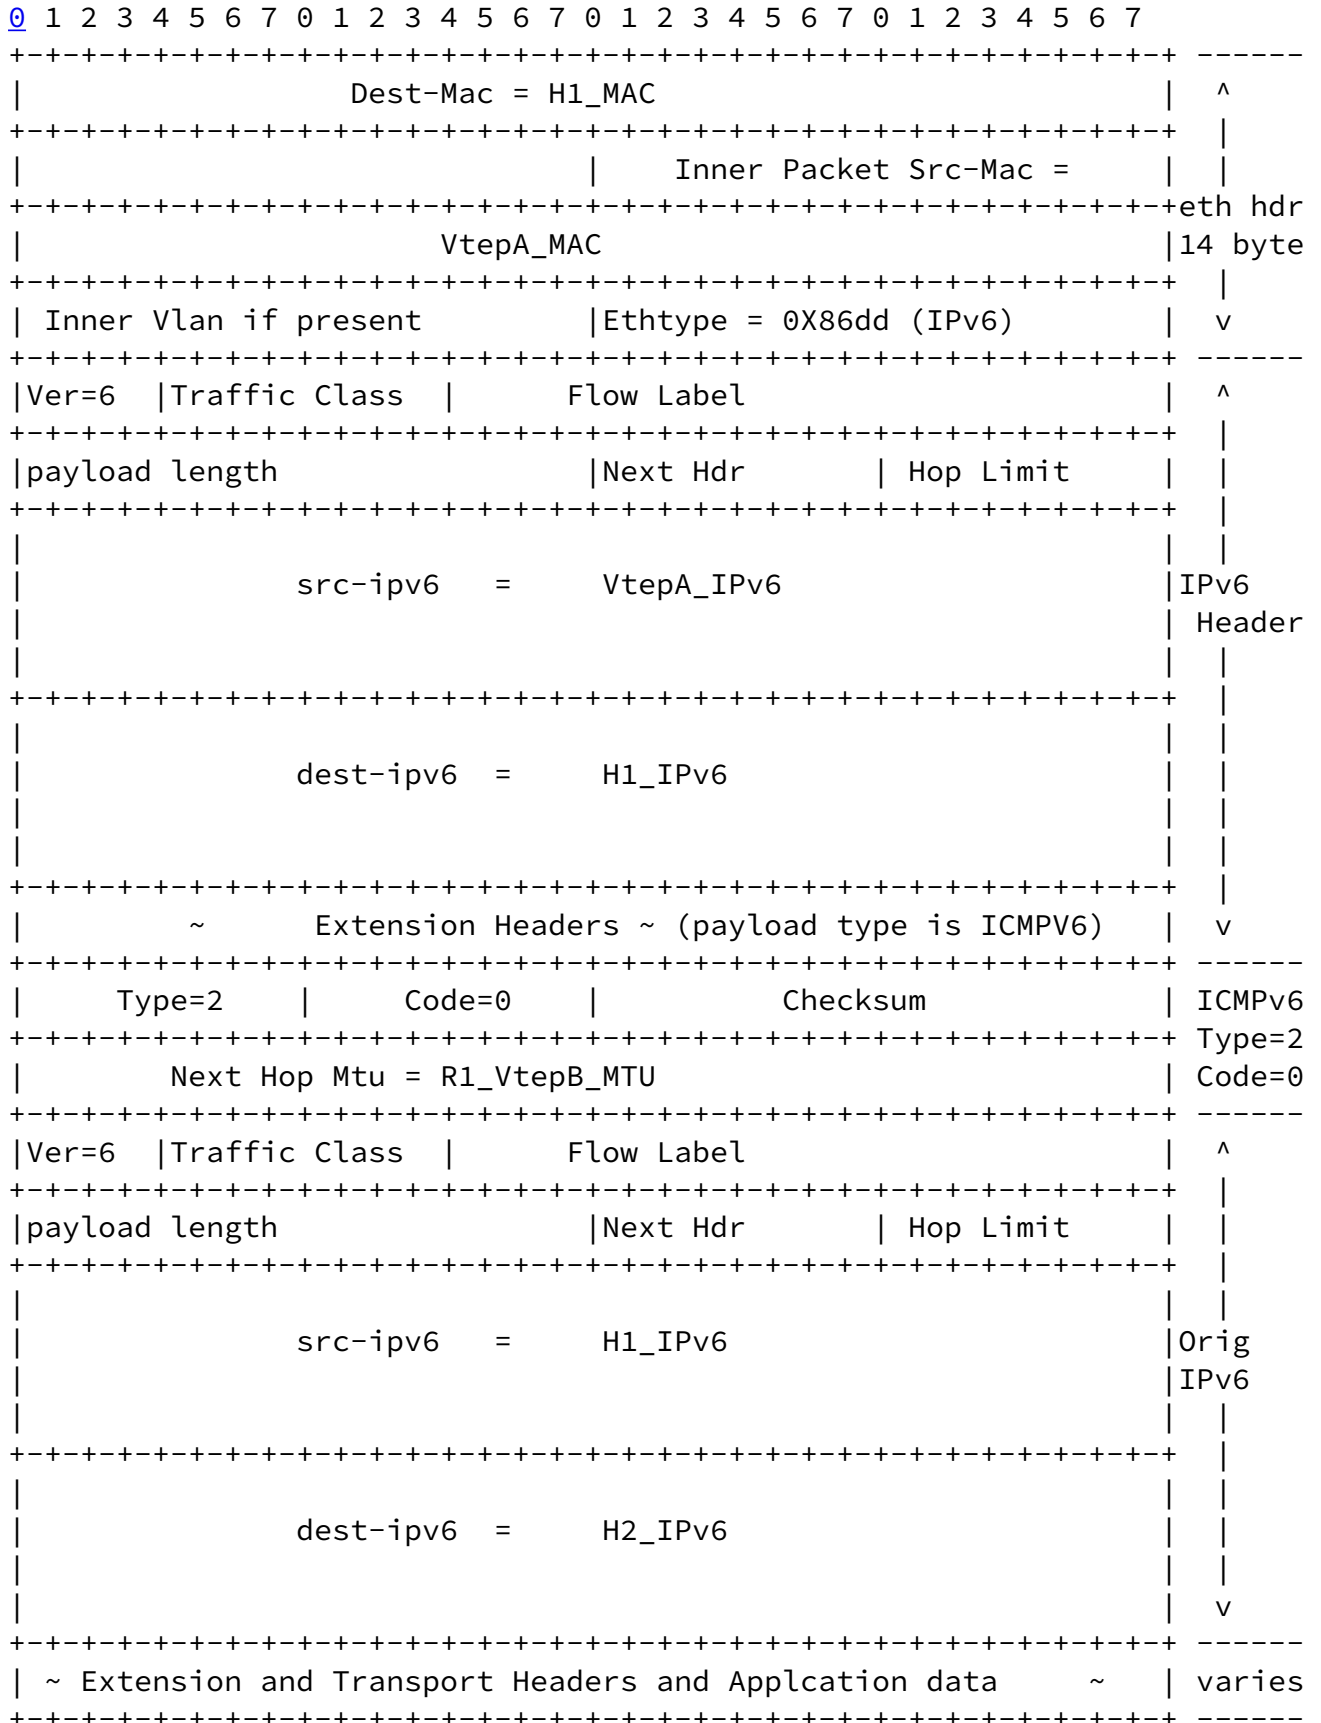 0 1 2 3 4 5 6 7 0 1 2 3 4 5 6 7 0 1 2 3 4 5 6 7 0 1 2 3 4 5 6 7
+-+-+-+-+-+-+-+-+-+-+-+-+-+-+-+-+-+-+-+-+-+-+-+-+-+-+-+-+-+-+-+-+ ------
|                  Dest-Mac = H1_MAC                            |  ^
+-+-+-+-+-+-+-+-+-+-+-+-+-+-+-+-+-+-+-+-+-+-+-+-+-+-+-+-+-+-+-+-+  |
|                               |    Inner Packet Src-Mac =     |  |
+-+-+-+-+-+-+-+-+-+-+-+-+-+-+-+-+-+-+-+-+-+-+-+-+-+-+-+-+-+-+-+-+eth hdr
|                       VtepA_MAC                               |14 byte
+-+-+-+-+-+-+-+-+-+-+-+-+-+-+-+-+-+-+-+-+-+-+-+-+-+-+-+-+-+-+-+-+  |
| Inner Vlan if present         |Ethtype = 0X86dd (IPv6)        |  v
+-+-+-+-+-+-+-+-+-+-+-+-+-+-+-+-+-+-+-+-+-+-+-+-+-+-+-+-+-+-+-+-+ ------
|Ver=6  |Traffic Class  |      Flow Label                       |  ^
+-+-+-+-+-+-+-+-+-+-+-+-+-+-+-+-+-+-+-+-+-+-+-+-+-+-+-+-+-+-+-+-+  |
|payload length                 |Next Hdr       | Hop Limit     |  |
+-+-+-+-+-+-+-+-+-+-+-+-+-+-+-+-+-+-+-+-+-+-+-+-+-+-+-+-+-+-+-+-+  |
|                                                               |  |
|               src-ipv6   =     VtepA_IPv6                     |IPv6
|                                                               | Header
|                                                               |  |
+-+-+-+-+-+-+-+-+-+-+-+-+-+-+-+-+-+-+-+-+-+-+-+-+-+-+-+-+-+-+-+-+  |
|                                                               |  |
|               dest-ipv6  =     H1_IPv6                        |  |
|                                                               |  |
|                                                               |  |
+-+-+-+-+-+-+-+-+-+-+-+-+-+-+-+-+-+-+-+-+-+-+-+-+-+-+-+-+-+-+-+-+  |
|         ~      Extension Headers ~ (payload type is ICMPV6)   |  v
+-+-+-+-+-+-+-+-+-+-+-+-+-+-+-+-+-+-+-+-+-+-+-+-+-+-+-+-+-+-+-+-+ ------
|     Type=2    |     Code=0    |          Checksum             | ICMPv6
+-+-+-+-+-+-+-+-+-+-+-+-+-+-+-+-+-+-+-+-+-+-+-+-+-+-+-+-+-+-+-+-+ Type=2
|        Next Hop Mtu = R1_VtepB_MTU                            | Code=0
+-+-+-+-+-+-+-+-+-+-+-+-+-+-+-+-+-+-+-+-+-+-+-+-+-+-+-+-+-+-+-+-+ ------
|Ver=6  |Traffic Class  |      Flow Label                       |  ^
+-+-+-+-+-+-+-+-+-+-+-+-+-+-+-+-+-+-+-+-+-+-+-+-+-+-+-+-+-+-+-+-+  |
|payload length                 |Next Hdr       | Hop Limit     |  |
+-+-+-+-+-+-+-+-+-+-+-+-+-+-+-+-+-+-+-+-+-+-+-+-+-+-+-+-+-+-+-+-+  |
|                                                               |  |
|               src-ipv6   =     H1_IPv6                        |Orig
|                                                               |IPv6
|                                                               |  |
+-+-+-+-+-+-+-+-+-+-+-+-+-+-+-+-+-+-+-+-+-+-+-+-+-+-+-+-+-+-+-+-+  |
|                                                               |  |
|               dest-ipv6  =     H2_IPv6                        |  |
|                                                               |  |
|                                                               |  v
+-+-+-+-+-+-+-+-+-+-+-+-+-+-+-+-+-+-+-+-+-+-+-+-+-+-+-+-+-+-+-+-+ ------
| ~ Extension and Transport Headers and Applcation data     ~   | varies
+-+-+-+-+-+-+-+-+-+-+-+-+-+-+-+-+-+-+-+-+-+-+-+-+-+-+-+-+-+-+-+-+ ------